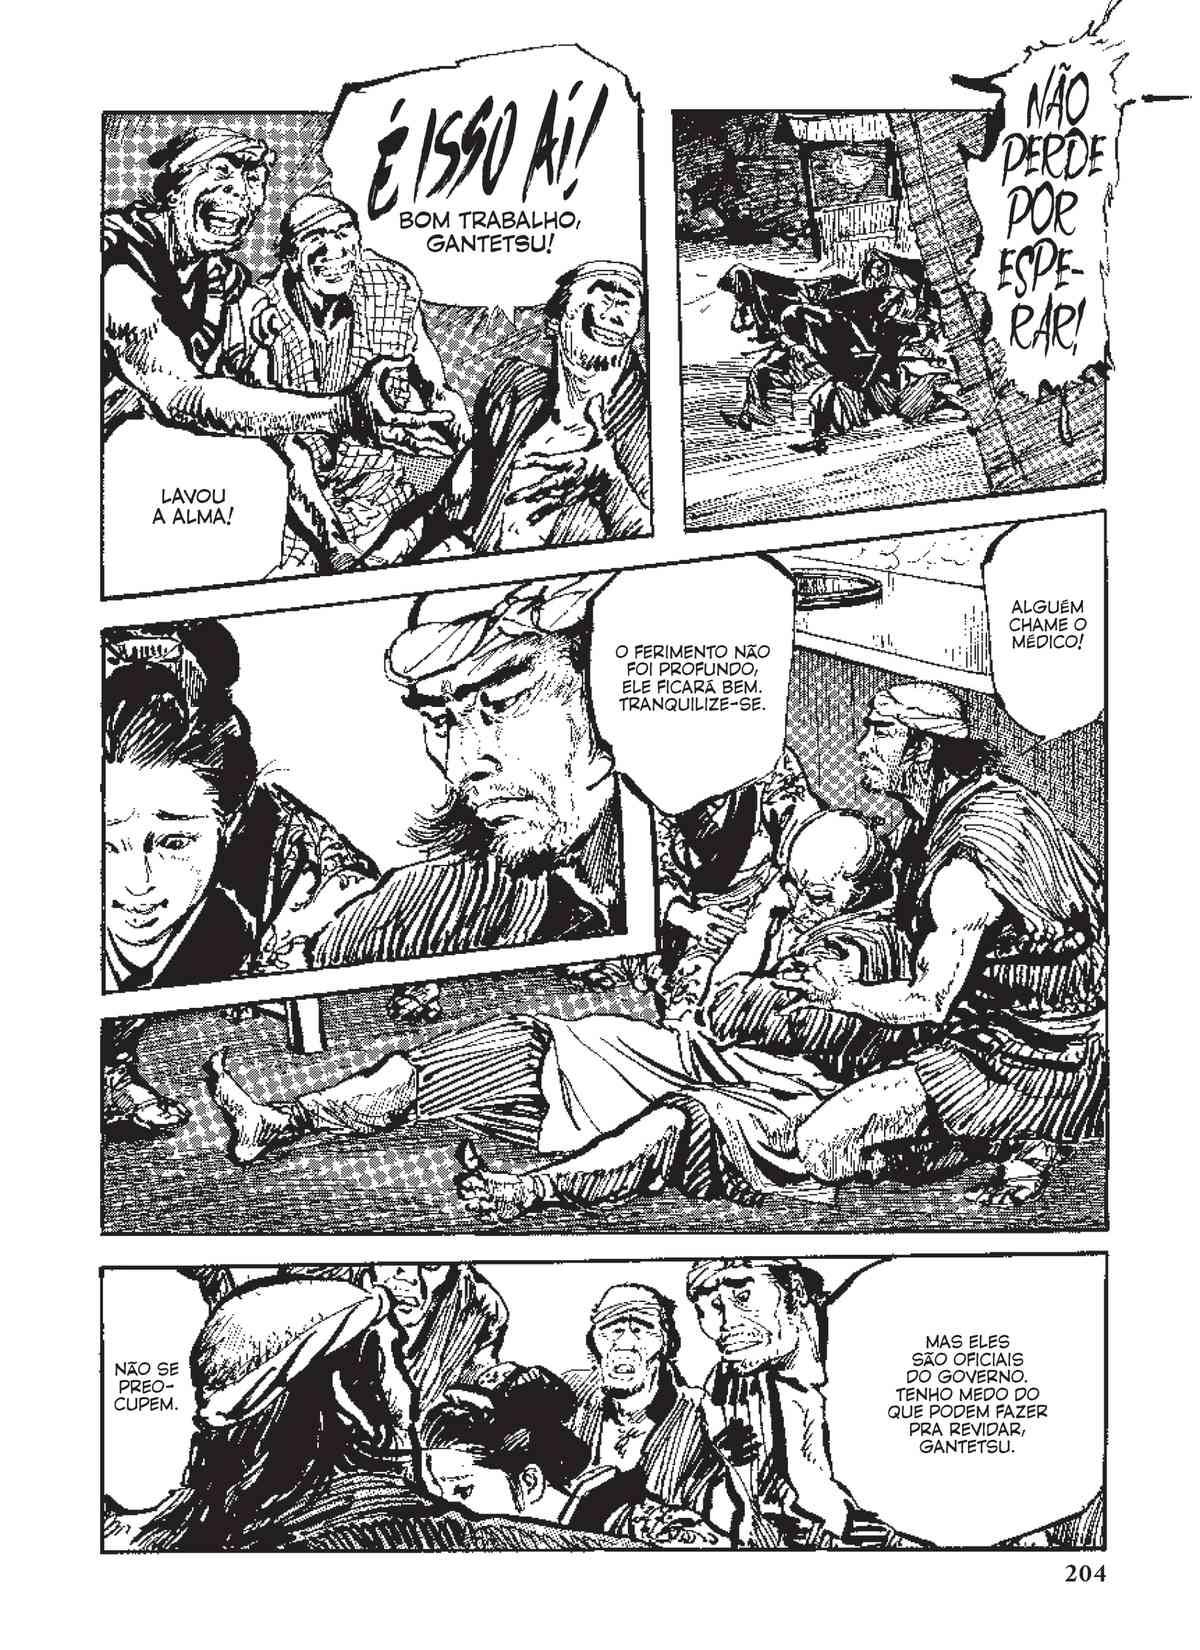 NÃO
PERDE
POR
ESPE-
RAR!
É ISSO AÍ!
BOM TRABALHO,
GANTETSU!
LAVOU
A ALMA!
ALGUÉM
CHAME O
MÉDICO!
O FERIMENTO NÃO
FOI PROFUNDO,
ELE FICARÁ BEM.
TRANQUILIZE-SE.
MAS ELES
SÃO OFICIAIS
DO GOVERNO.
TENHO MEDO DO
QUE PODEM FAZER
PRA REVIDAR,
GANTETSU.
NÃO SE
PREO-
CUPEM.
204